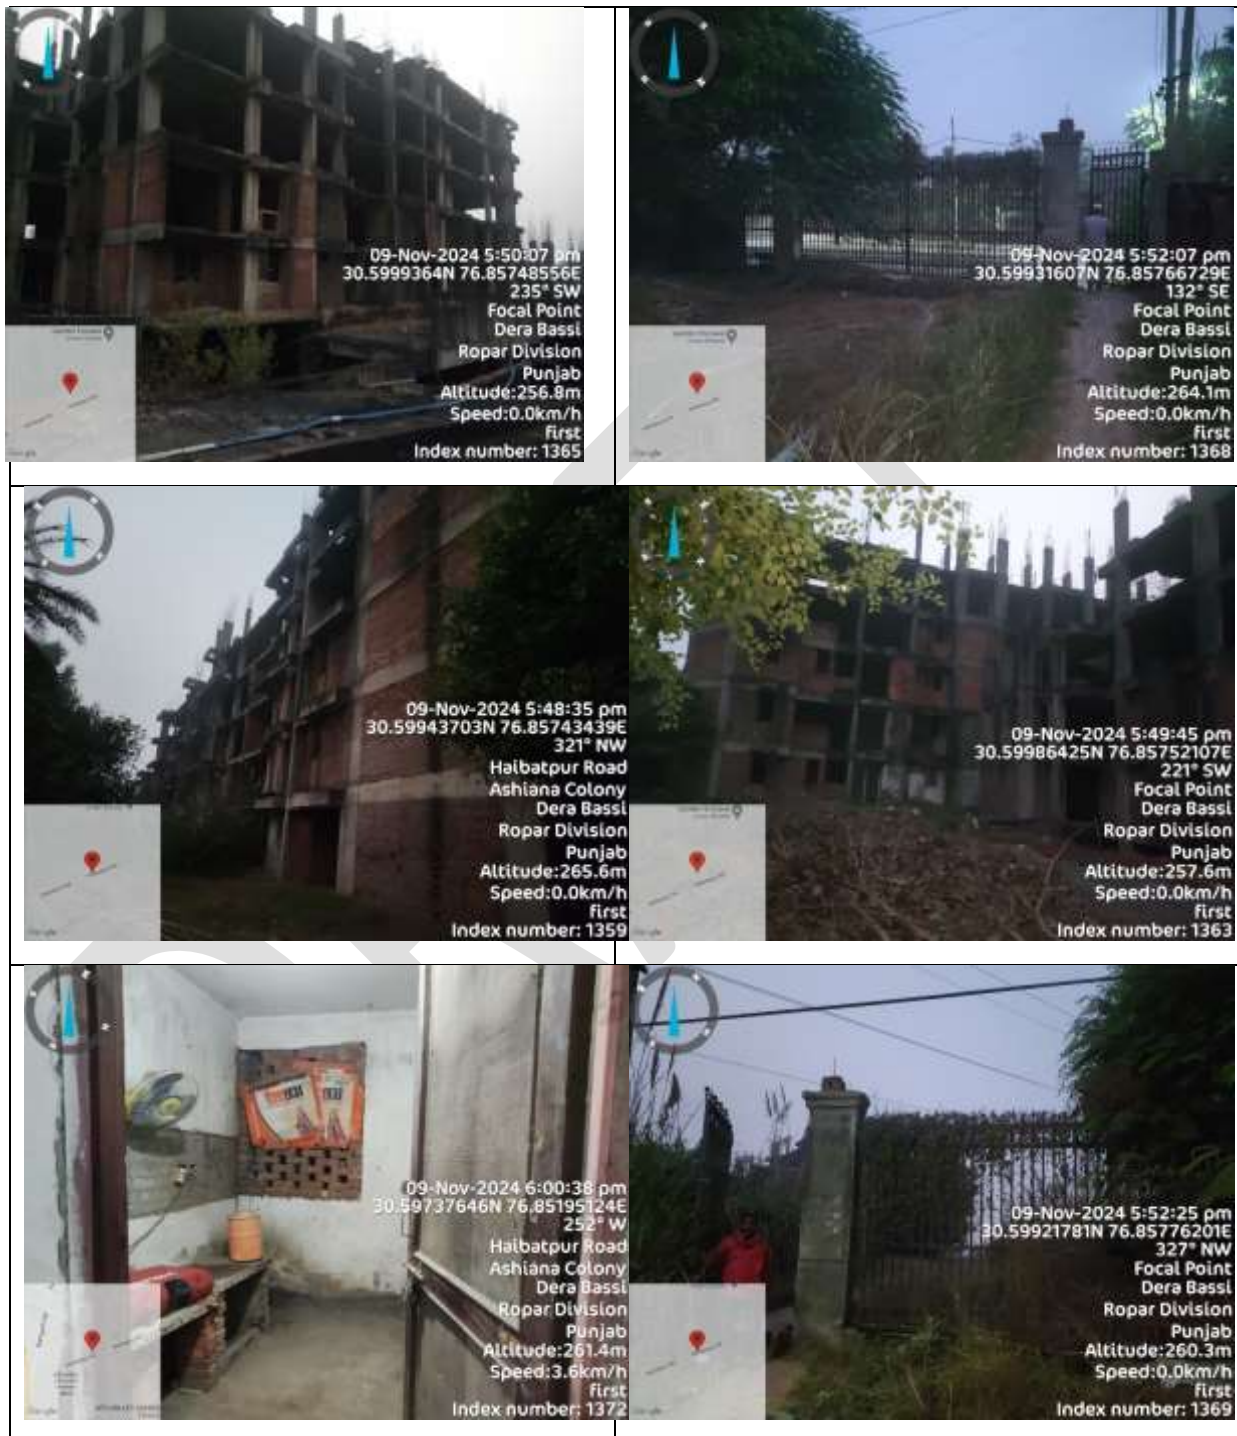 09-Nov-2024 5:50:07 pm
30.5999364N 76.85748556E
235° SW
Focal Point
Dera Bassi
Ropar Division
Punjab
Altitude:256.8m
Speed:0.0km/h
first
Index number: 1365
09-Nov-2024 5:52:07 pm
30.59931607N 76.85766729E
132° SE
Focal Point
Dera Bassi
Ropar Division
Punjab
Altitude:264.1m
Speed:0.0km/h
first
Index number: 1368
09-Nov-2024 5:48:35 pm
30.59943703N 76.85743439E
321° NW
Haibatpur Road
Ashiana Colony
Dera Bassi
Ropar Division
Punjab
Altitude:265.6m
Speed:0.0km/h
first
Index number: 1359
09-Nov-2024 5:49:45 pm
30.59986425N 76.85752107E
221° SW
Focal Point
Dera Bassi
Ropar Division
Punjab
Altitude:257.6m
Speed:0.0km/h
first
Index number: 1363
09-Nov-2024 6:00:38 pm
30.59737646N 76.85195124E
252° W
Haibatpur Road
Ashiana Colony
Dera Bassi
Ropar Division
Punjab
Altitude:261.4m
Speed:3.6km/h
first
Index number: 1372
09-Nov-2024 5:52:25 pm
30.59921781N 76.85776201E
327° NW
Focal Point
Dera Bassi
Ropar Division
Punjab
Altitude:260.3m
Speed:0.0km/h
first
Index number: 1369